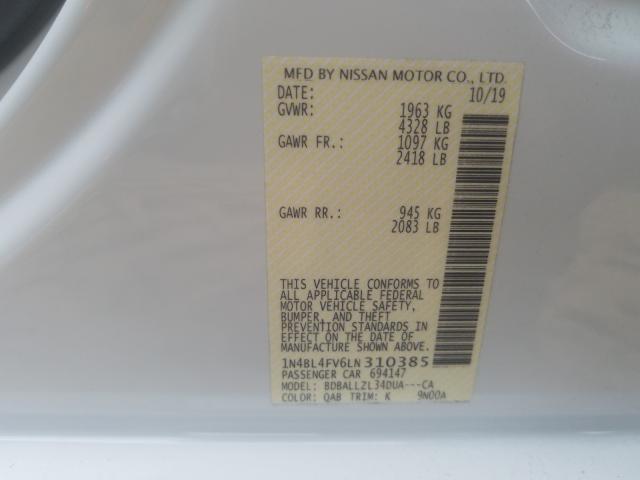 MFD BY NISSAN MOTOR CO., LTD.
DATE: 10/19
GVWR: 1963 KG
4328 LB
GAWR FR.: 1097 KG
2418 LB
GAWR RR.: 945 KG
2083 LB
THIS VEHICLE CONFORMS TO
ALL APPLICABLE FEDERAL
MOTOR VEHICLE SAFETY,
BUMPER, AND THEFT
PREVENTION STANDARDS IN
EFFECT ON THE DATE OF
MANUFACTURE SHOWN ABOVE.
1N4BL4FV6LN310385
PASSENGER CAR 694147
MODEL: BDBALLZL34DUA---CA
COLOR: QAB TRIM: K 9N00A